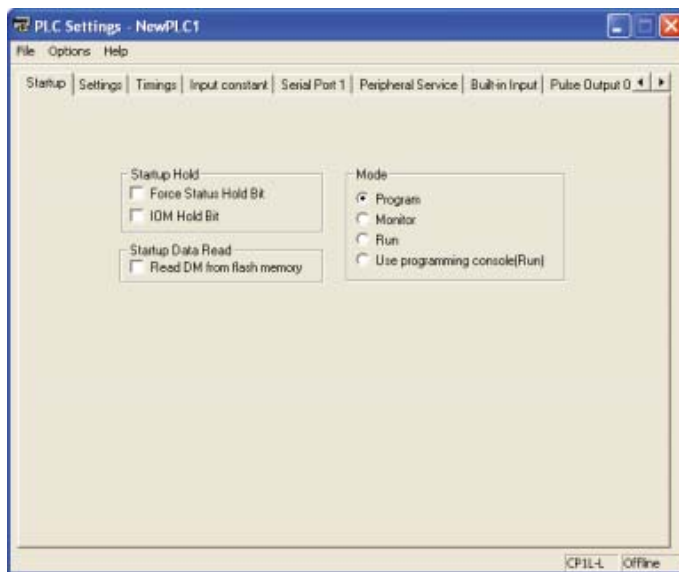 PLC Settings - NewPLC1
File Options Help
Startup Settings Timings Input constant Serial Port 1 Peripheral Service Built-in Input Pulse Output 0
Startup Hold
Force Status Hold Bit
IOM Hold Bit
Startup Data Read
Read DM from flash memory
Mode
Program
Monitor
Run
Use programming console(Run)
CP1L-L Offline